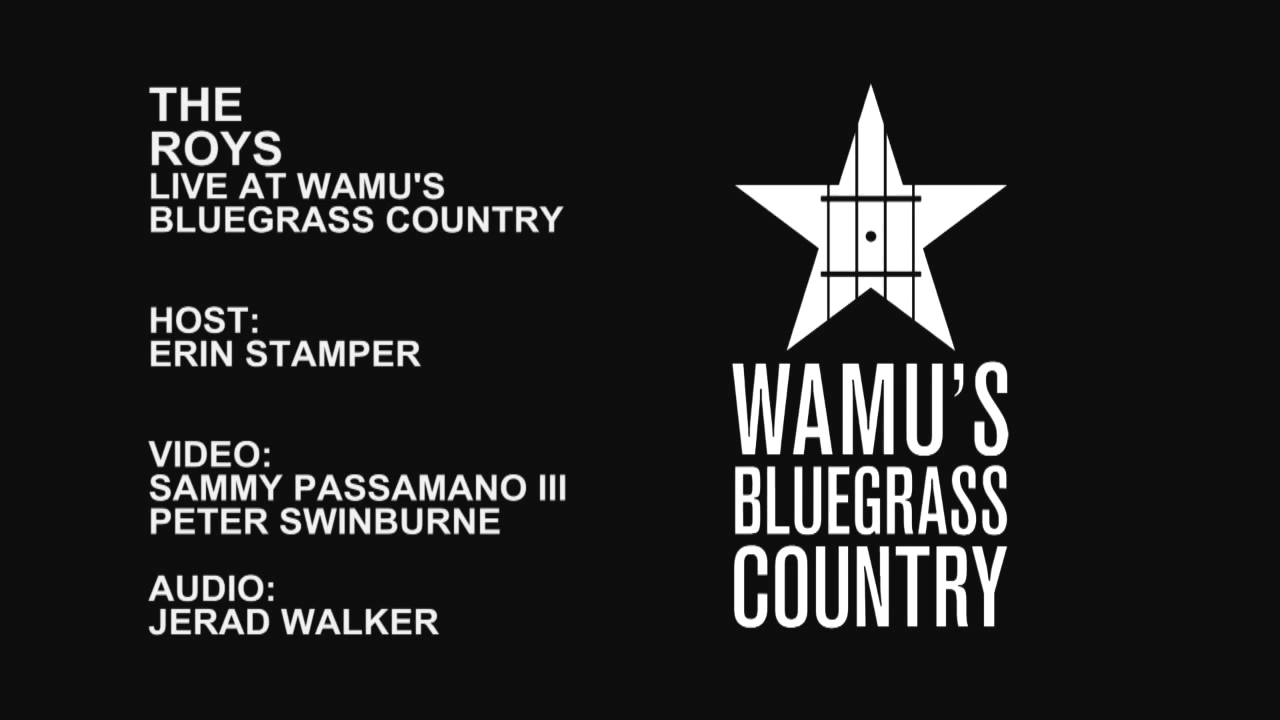 THE
ROYS
LIVE AT WAMU'S
BLUEGRASS COUNTRY
HOST:
ERIN STAMPER
VIDEO:
SAMMY PASSAMANO III
PETER SWINBURNE
AUDIO:
JERAD WALKER
WAMU'S
BLUEGRASS
COUNTRY